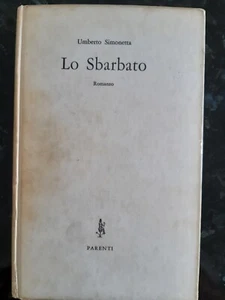 Umberto Simonetta
Lo Sbarbato
Romanzo
PARENTI